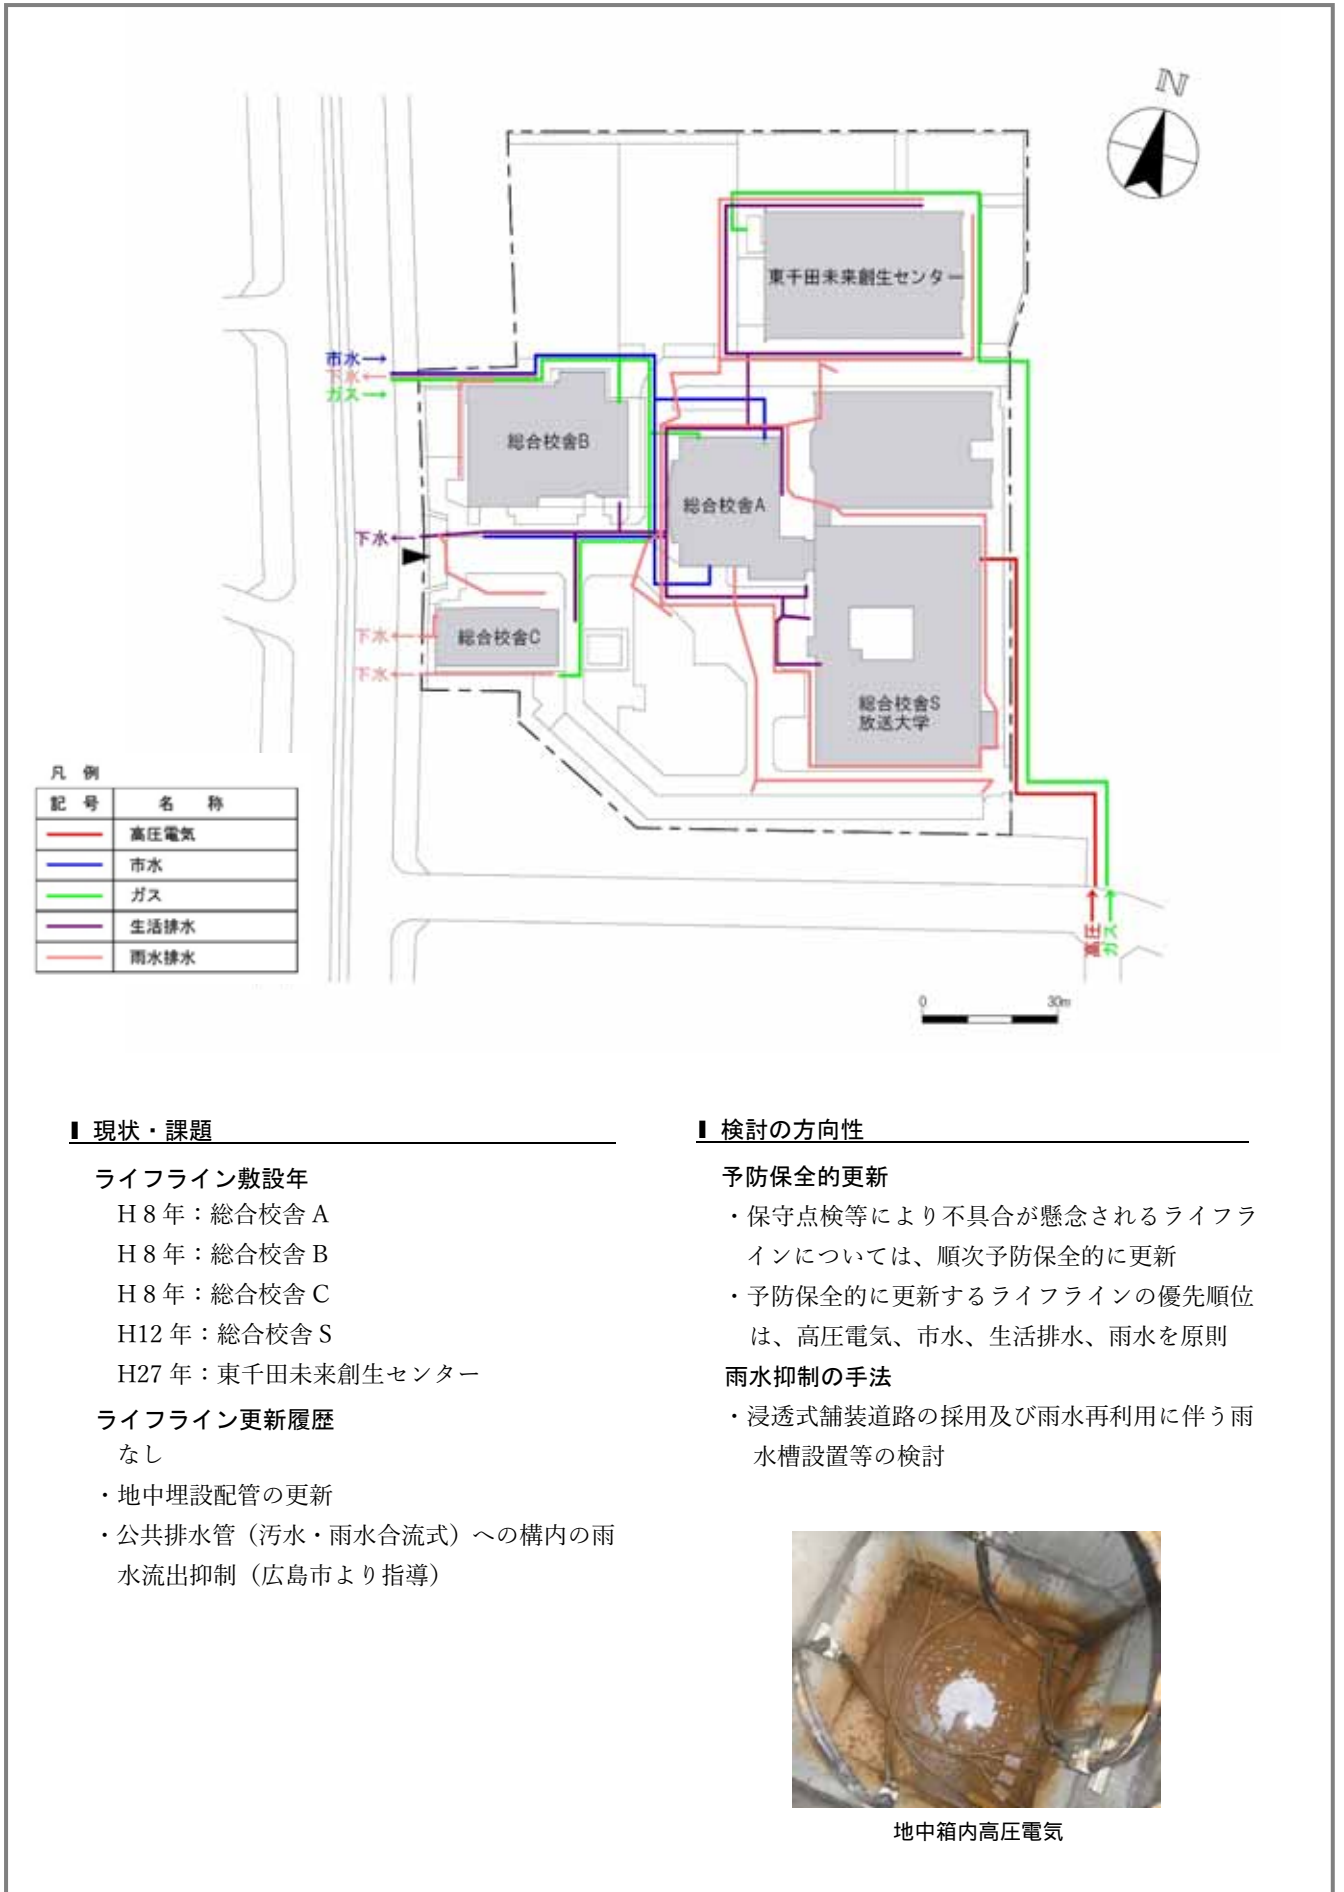 N
東千田未来創生センター
市水→
下水←
ガス→
総合校舎B
総合校舎A
下水←
下水←
総合校舎C
下水←
総合校舎S
放送大学
凡 例
記 号 名 称
高圧電気
市水
ガス
生活排水
雨水排水
高圧→
ガス→
0 30m
現状・課題
ライフライン敷設年
H 8 年：総合校舎 A
H 8 年：総合校舎 B
H 8 年：総合校舎 C
H12 年：総合校舎 S
H27 年：東千田未来創生センター
ライフライン更新履歴
なし
・地中埋設配管の更新
・公共排水管（汚水・雨水合流式）への構内の雨
水流出抑制（広島市より指導）
検討の方向性
予防保全的更新
・保守点検等により不具合が懸念されるライフラ
インについては、順次予防保全的に更新
・予防保全的に更新するライフラインの優先順位
は、高圧電気、市水、生活排水、雨水を原則
雨水抑制の手法
・浸透式舗装道路の採用及び雨水再利用に伴う雨
水槽設置等の検討
地中箱内高圧電気